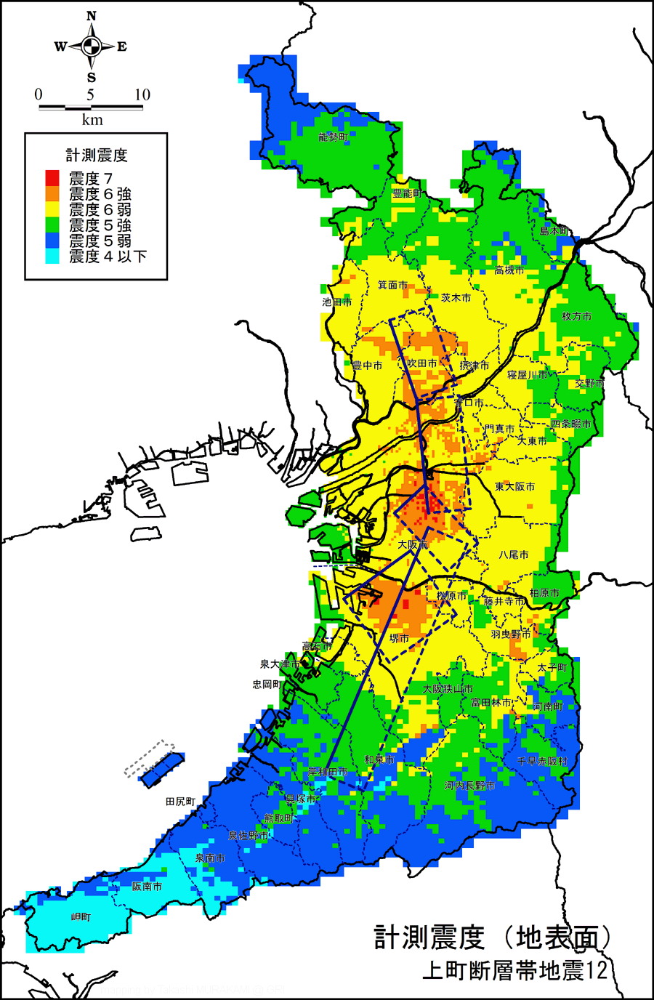 N
W E
S
0 5 10
km
計測震度
震度７
震度６強
震度６弱
震度５強
震度５弱
震度４以下
能勢町
豊能町
島本町
高槻市
箕面市
茨木市
池田市
枚方市
豊中市
吹田市
摂津市
寝屋川市
交野市
守口市
門真市
四条畷市
大東市
東大阪市
大阪市
八尾市
松原市
藤井寺市
柏原市
堺市
羽曳野市
高石市
泉大津市
太子町
忠岡町
大阪狭山市
富田林市
河南町
和泉市
千早赤阪村
岸和田市
河内長野市
貝塚市
田尻町
熊取町
泉佐野市
泉南市
阪南市
岬町
計測震度（地表面）
上町断層帯地震12